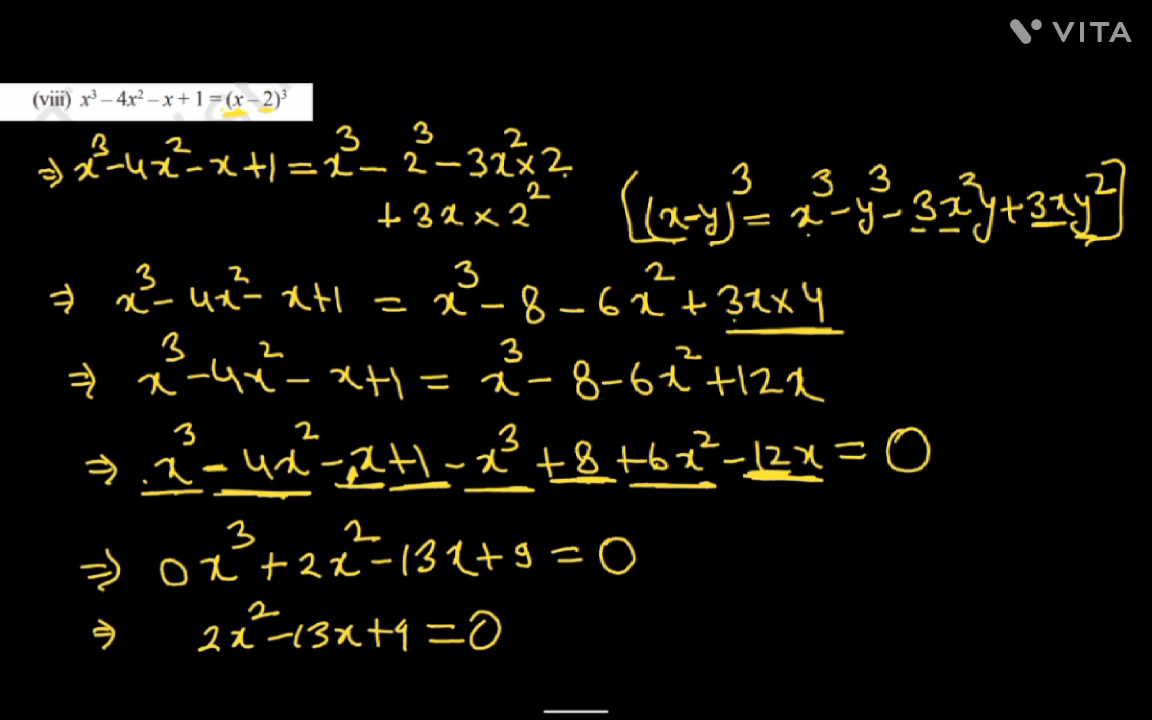 VITA
(viii) x³ – 4x² – x + 1 = (x – 2)³
⇒ x³-4x²-x+1 = x³ - 2³ - 3x²×2
+ 3x × 2²
[(x-y)³ = x³-y³-3x²y+3xy²]
⇒ x³ - 4x² - x+1 = x³ - 8 - 6x² + 3x×4
⇒ x³-4x² - x+1 = x³ - 8-6x²+12x
⇒ x³ - 4x² - x+1 - x³ + 8 + 6x² - 12x = 0
⇒ 0x³+2x²-13x+9 = 0
⇒ 2x²-13x+9 = 0